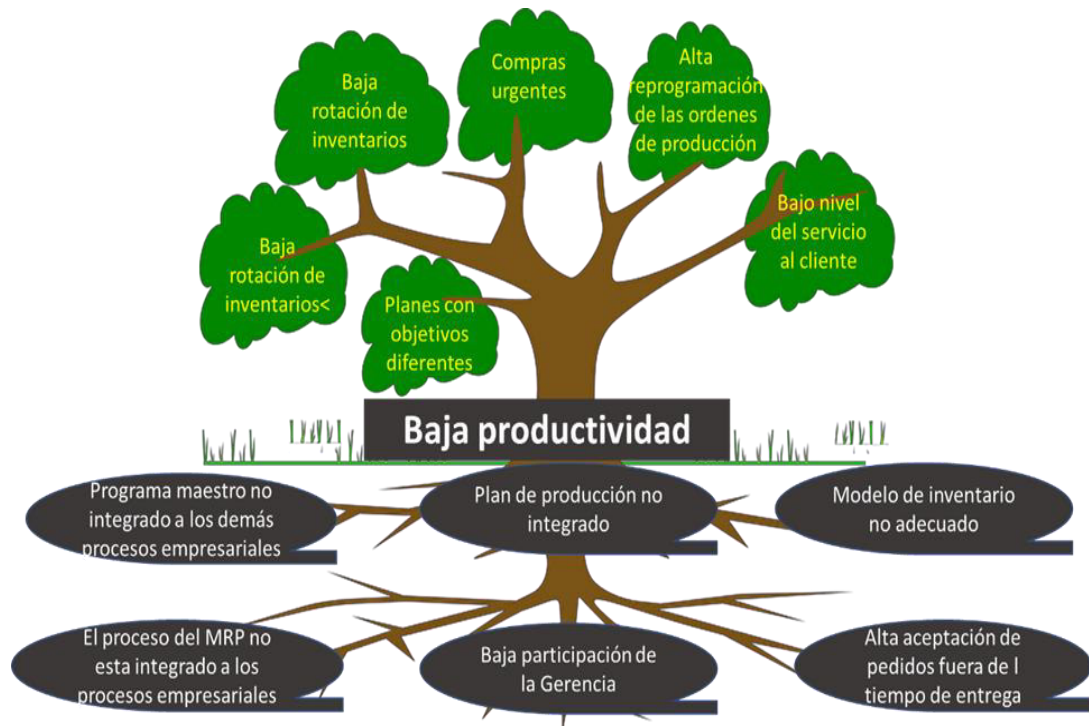 Baja
rotación de
inventarios
Compras
urgentes
Alta
reprogramación
de las ordenes
de producción
Baja
rotación de
inventarios<
Planes con
objetivos
diferentes
Bajo nivel
del servicio
al cliente
Baja productividad
Programa maestro no
integrado a los demás
procesos empresariales
Plan de producción no
integrado
Modelo de inventario
no adecuado
El proceso del MRP no
esta integrado a los
procesos empresariales
Baja participación de
la Gerencia
Alta aceptación de
pedidos fuera de l
tiempo de entrega